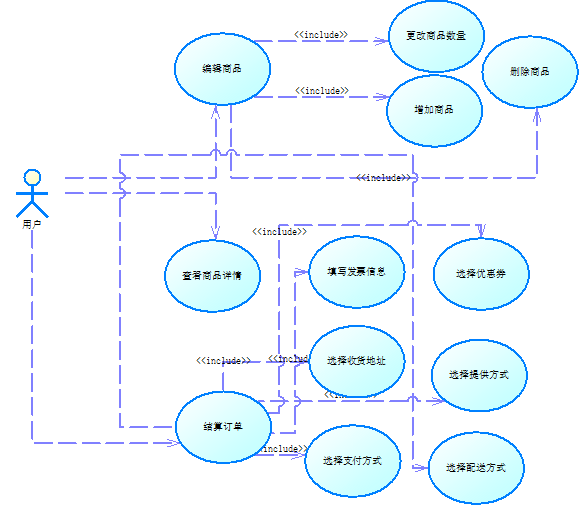 <<include>>
更改商品数量
编辑商品
删除商品
<<include>>
增加商品
<<include>>
用户
<<include>>
查看商品详情
填写发票信息
选择优惠券
<<include>>
<<inclu
选择收货地址
选择提供方式
结算订单
<<include>>
选择支付方式
选择配送方式